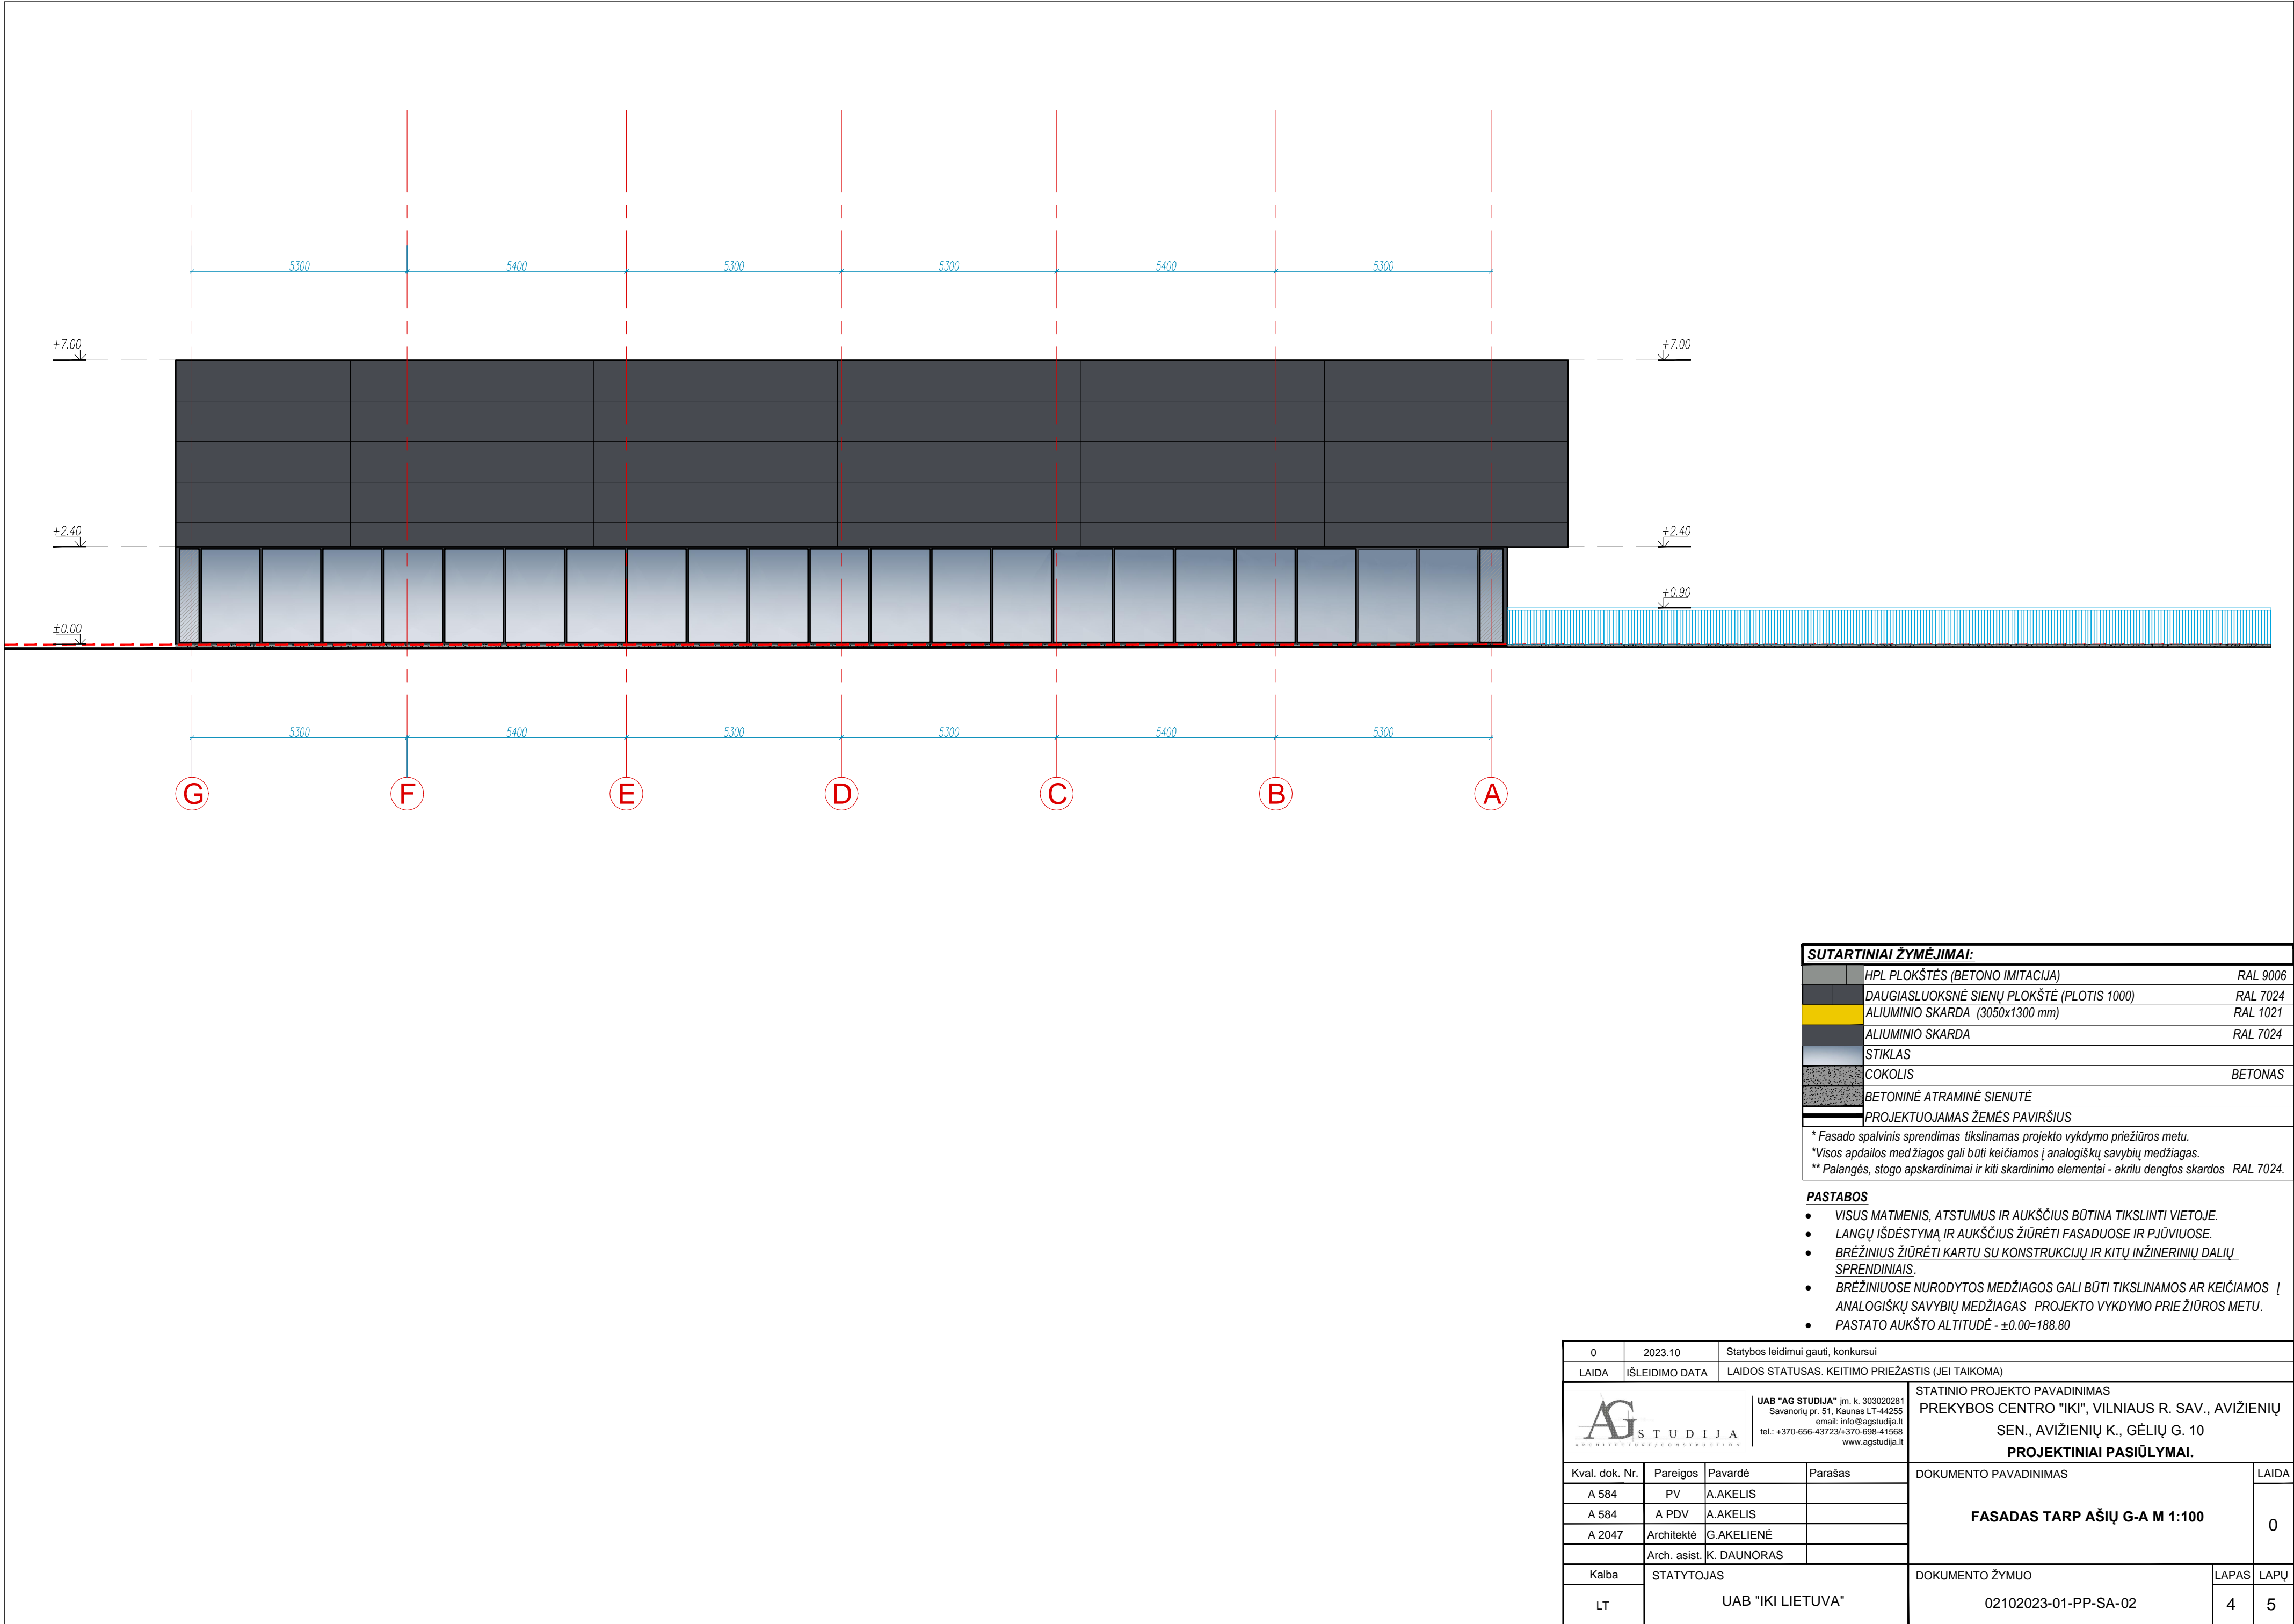 5300 5400 5300 5300 5400 5300
+7.00 +7.00
+2.40 +2.40
+0.90
±0.00
5300 5400 5300 5300 5400 5300
G F E D C B A
SUTARTINIAI ŽYMĖJIMAI:
HPL PLOKŠTĖS (BETONO IMITACIJA) RAL 9006
DAUGIASLUOKSNĖ SIENŲ PLOKŠTĖ (PLOTIS 1000) RAL 7024
ALIUMINIO SKARDA (3050x1300 mm) RAL 1021
ALIUMINIO SKARDA RAL 7024
STIKLAS
COKOLIS BETONAS
BETONINĖ ATRAMINĖ SIENUTĖ
PROJEKTUOJAMAS ŽEMĖS PAVIRŠIUS
* Fasado spalvinis sprendimas tikslinamas projekto vykdymo priežiūros metu.
*Visos apdailos medžiagos gali būti keičiamos į analogiškų savybių medžiagas.
** Palangės, stogo apskardinimai ir kiti skardinimo elementai - akrilu dengtos skardos RAL 7024.
PASTABOS
• VISUS MATMENIS, ATSTUMUS IR AUKŠČIUS BŪTINA TIKSLINTI VIETOJE.
• LANGŲ IŠDĖSTYMĄ IR AUKŠČIUS ŽIŪRĖTI FASADUOSE IR PJŪVIUOSE.
• BRĖŽINIUS ŽIŪRĖTI KARTU SU KONSTRUKCIJŲ IR KITŲ INŽINERINIŲ DALIŲ
SPRENDINIAIS.
• BRĖŽINIUOSE NURODYTOS MEDŽIAGOS GALI BŪTI TIKSLINAMOS AR KEIČIAMOS Į
ANALOGIŠKŲ SAVYBIŲ MEDŽIAGAS PROJEKTO VYKDYMO PRIEŽIŪROS METU.
• PASTATO AUKŠTO ALTITUDĖ - ±0.00=188.80
0 2023.10 Statybos leidimui gauti, konkursui
LAIDA IŠLEIDIMO DATA LAIDOS STATUSAS. KEITIMO PRIEŽASTIS (JEI TAIKOMA)
AG STUDIJA
ARCHITECTURE/CONSTRUCTION
UAB "AG STUDIJA" įm. k. 303020281
Savanorių pr. 51, Kaunas LT-44255
email: info@agstudija.lt
tel.: +370-656-43723/+370-698-41568
www.agstudija.lt
STATINIO PROJEKTO PAVADINIMAS
PREKYBOS CENTRO "IKI", VILNIAUS R. SAV., AVIŽIENIŲ
SEN., AVIŽIENIŲ K., GĖLIŲ G. 10
PROJEKTINIAI PASIŪLYMAI.
Kval. dok. Nr. Pareigos Pavardė Parašas
A 584 PV A.AKELIS
A 584 A PDV A.AKELIS
A 2047 Architektė G.AKELIENĖ
Arch. asist. K. DAUNORAS
DOKUMENTO PAVADINIMAS LAIDA
FASADAS TARP AŠIŲ G-A M 1:100
0
Kalba STATYTOJAS DOKUMENTO ŽYMUO LAPAS LAPŲ
LT UAB "IKI LIETUVA" 02102023-01-PP-SA-02 4 5